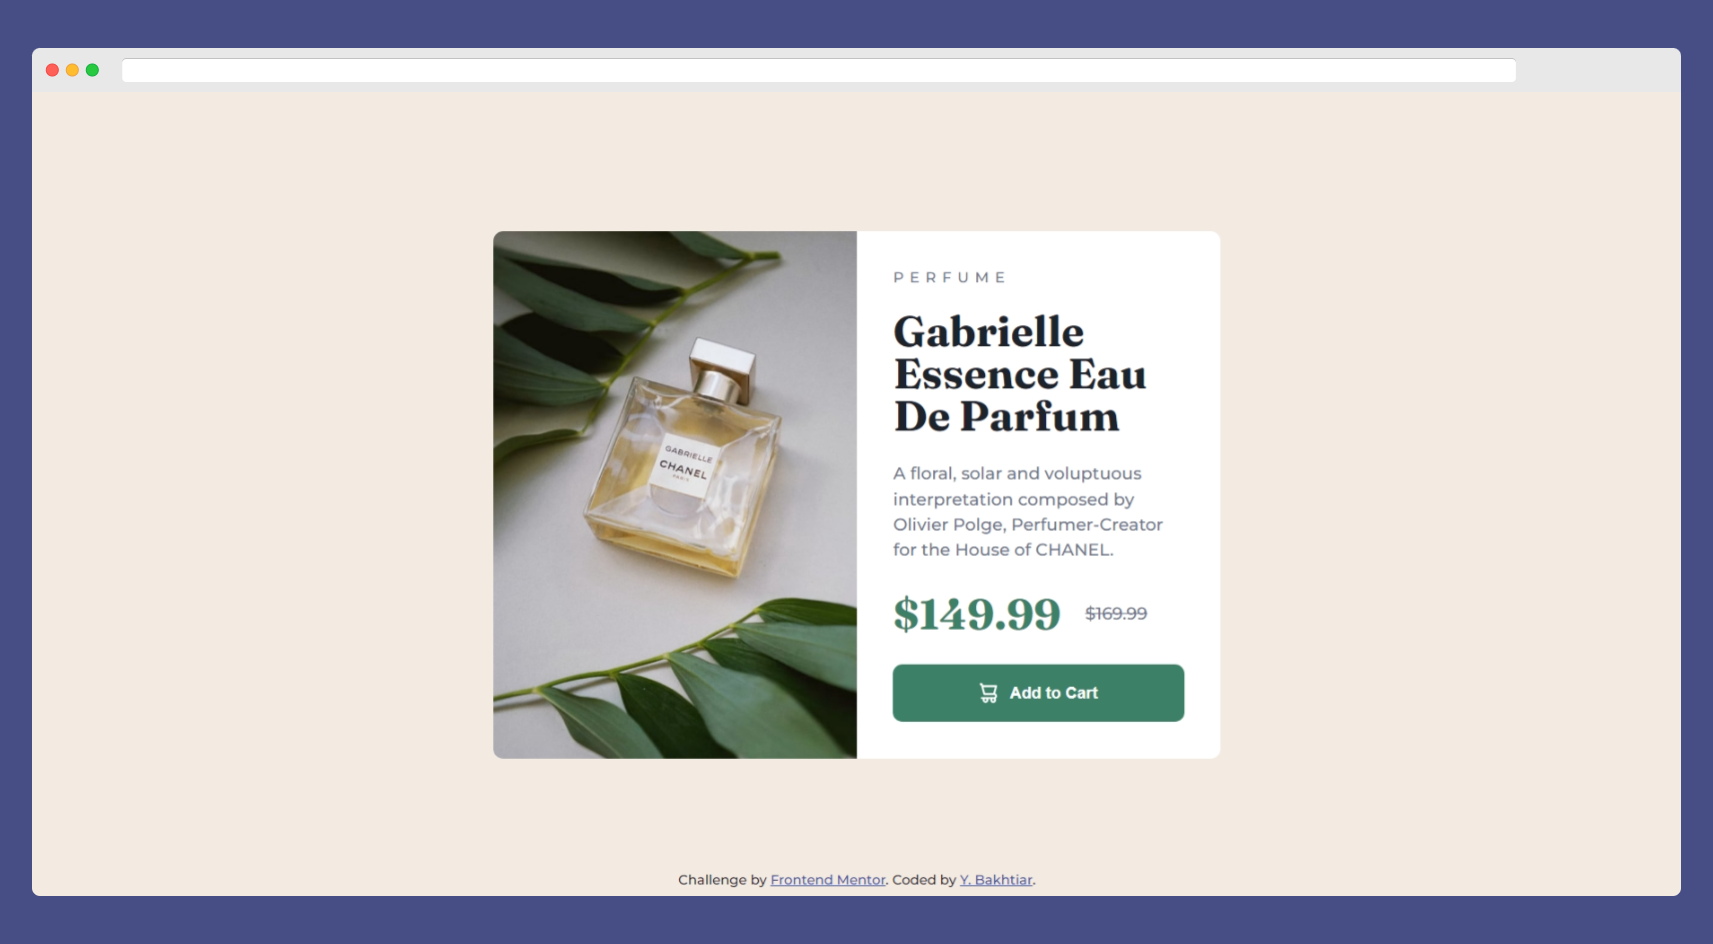 PERFUME
Gabrielle
Essence Eau
De Parfum
GABRIELLE
CHANEL
PARIS
A floral, solar and voluptuous
interpretation composed by
Olivier Polge, Perfumer-Creator
for the House of CHANEL.
$149.99 $169.99
Add to Cart
Challenge by Frontend Mentor. Coded by Y. Bakhtiar.